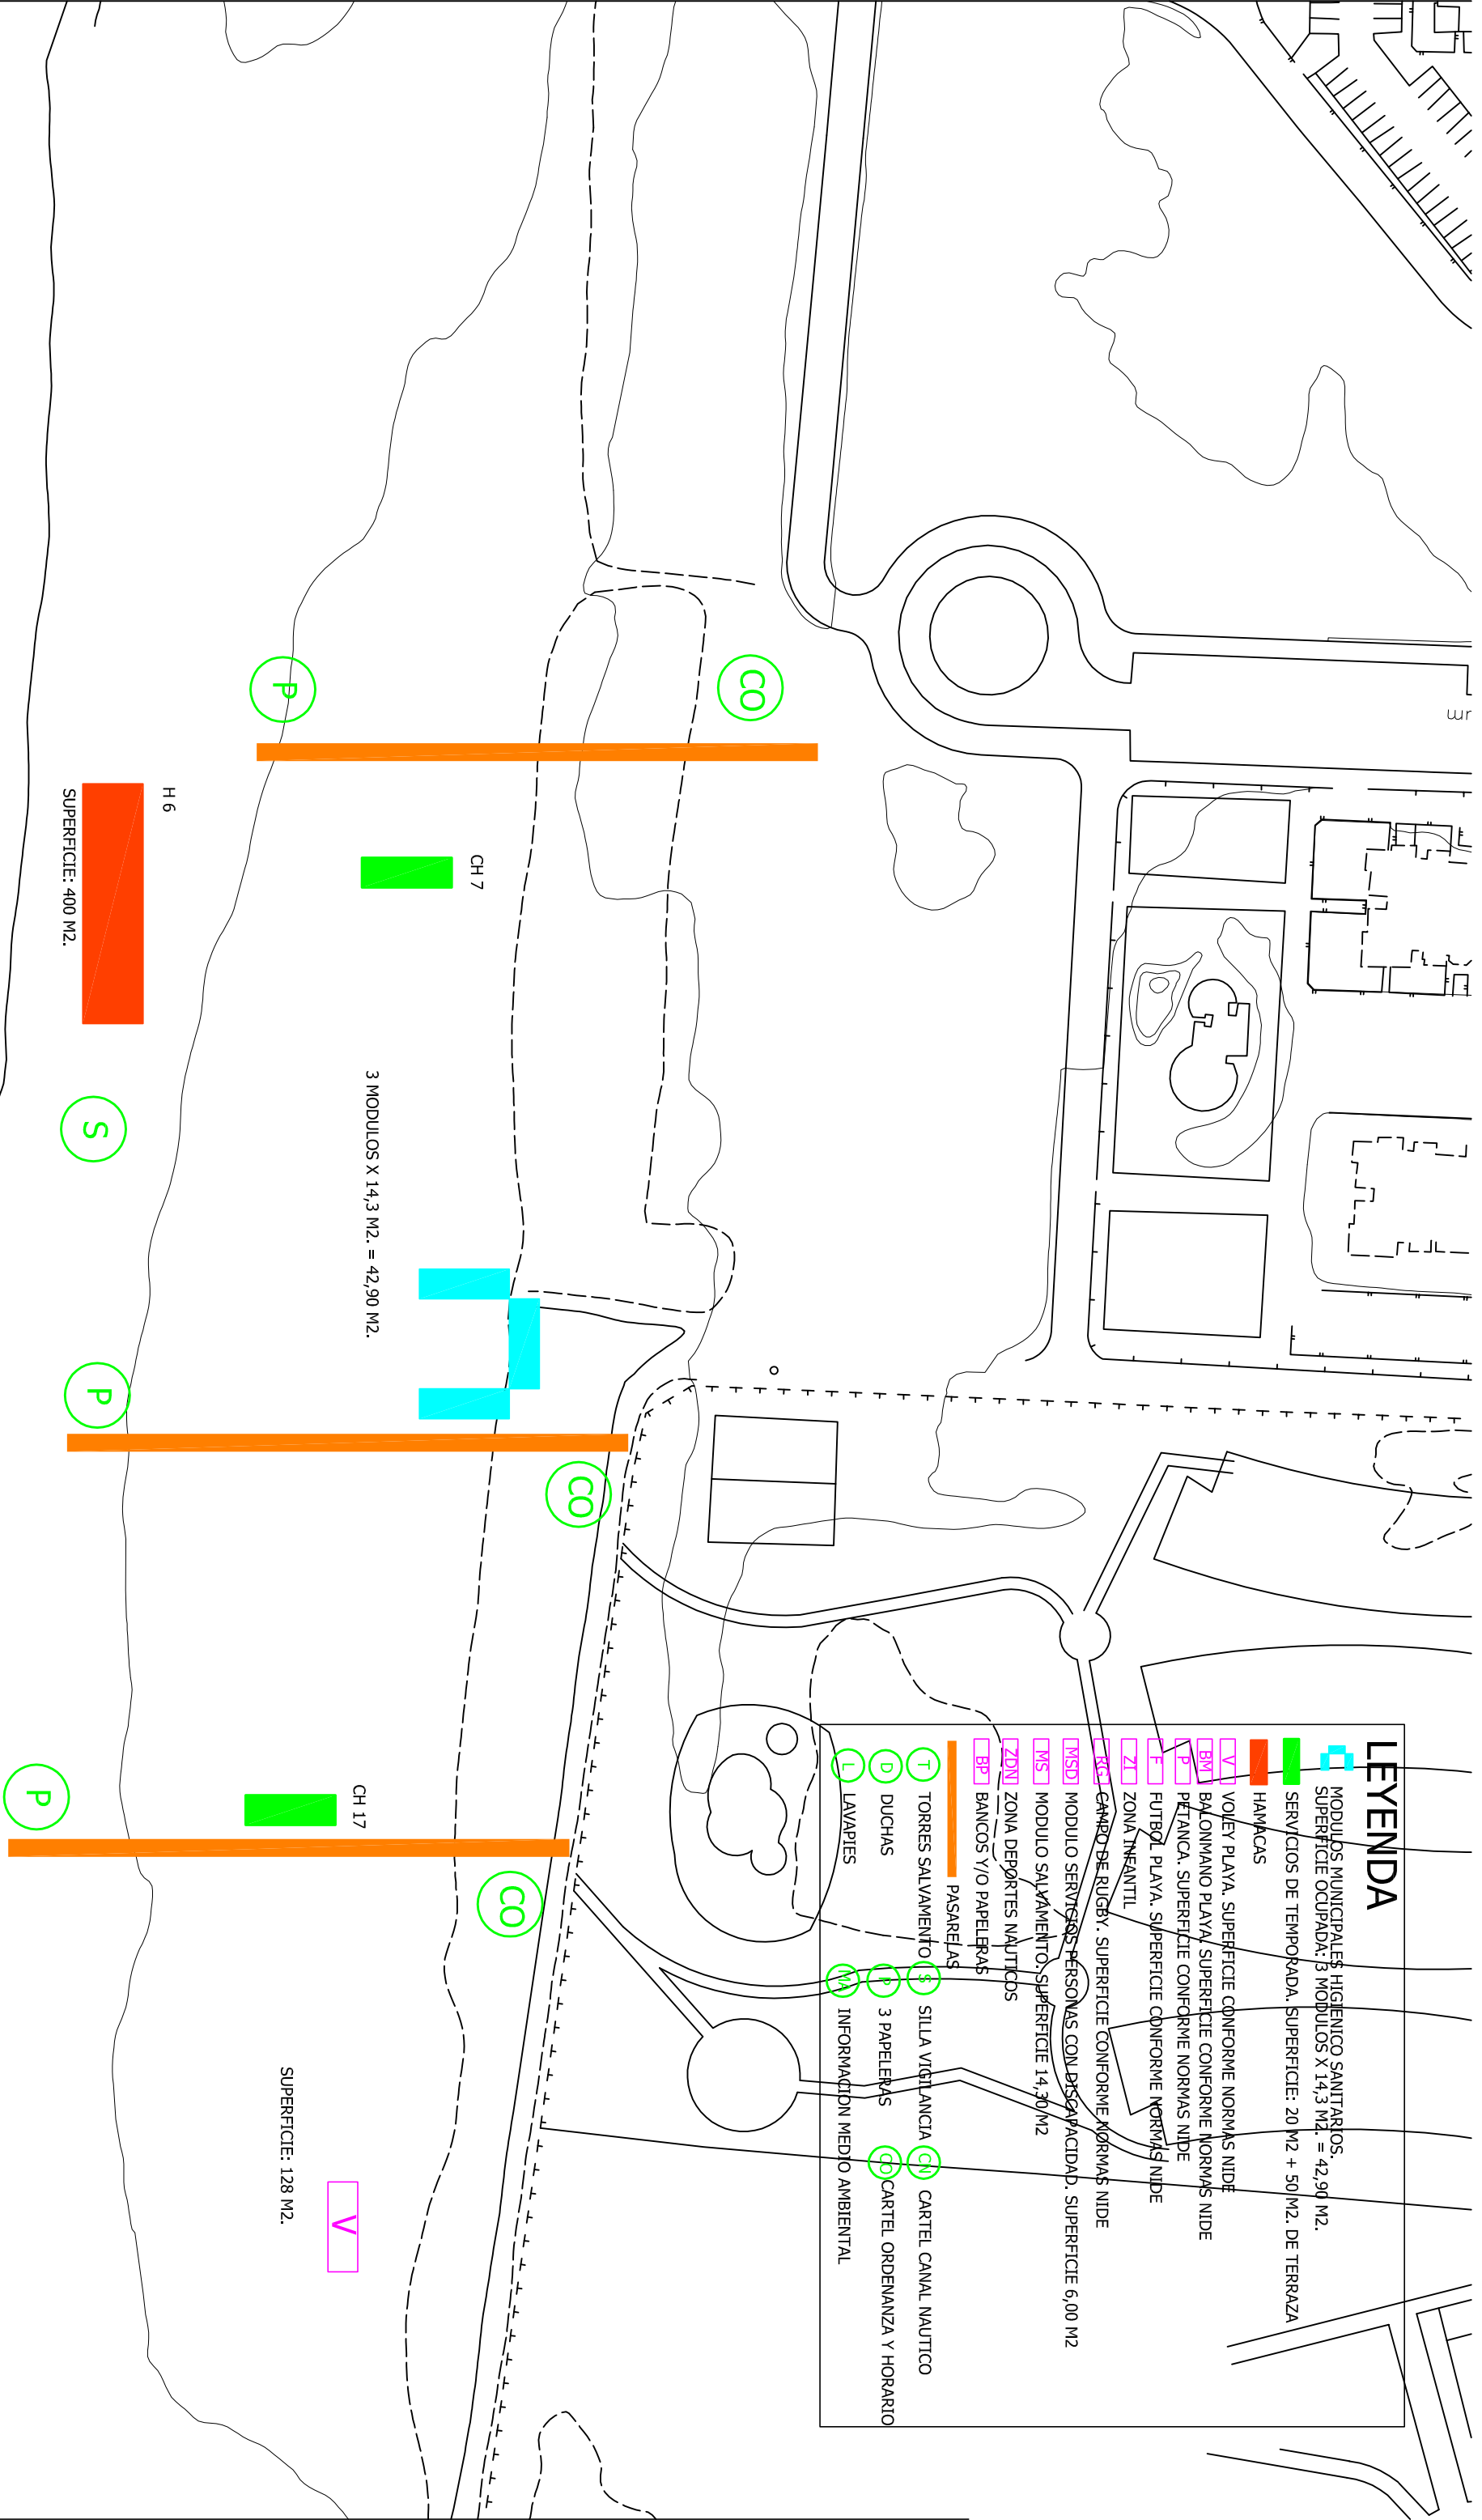 P
CO
H 6
SUPERFICIE: 400 M2.
CH 7
S
3 MODULOS X 14,3 M2. = 42,90 M2.
P
CO
P
CH 17
CO
SUPERFICIE: 128 M2.
V
LEYENDA
MODULOS MUNICIPALES HIGIENICO SANITARIOS.
SUPERFICIE OCUPADA: 3 MODULOS X 14,3 M2. = 42,90 M2.
SERVICIOS DE TEMPORADA. SUPERFICIE: 20 M2 + 50 M2. DE TERRAZA
HAMACAS
V VOLEY PLAYA. SUPERFICIE CONFORME NORMAS NIDE
BM BALONMANO PLAYA. SUPERFICIE CONFORME NORMAS NIDE
P PETANCA. SUPERFICIE CONFORME NORMAS NIDE
F FUTBOL PLAYA. SUPERFICIE CONFORME NORMAS NIDE
ZI ZONA INFANTIL
RG CAMPO DE RUGBY. SUPERFICIE CONFORME NORMAS NIDE
MSD MODULO SERVICIOS PERSONAS CON DISCAPACIDAD. SUPERFICIE 6,00 M2
MS MODULO SALVAMENTO. SUPERFICIE 14,30 M2
ZDN ZONA DEPORTES NAUTICOS
BP BANCOS Y/O PAPELERAS
PASARELAS
T TORRES SALVAMENTO S SILLA VIGILANCIA CN CARTEL CANAL NAUTICO
D DUCHAS P 3 PAPELERAS CO CARTEL ORDENANZA Y HORARIO
L LAVAPIES MA INFORMACION MEDIO AMBIENTAL